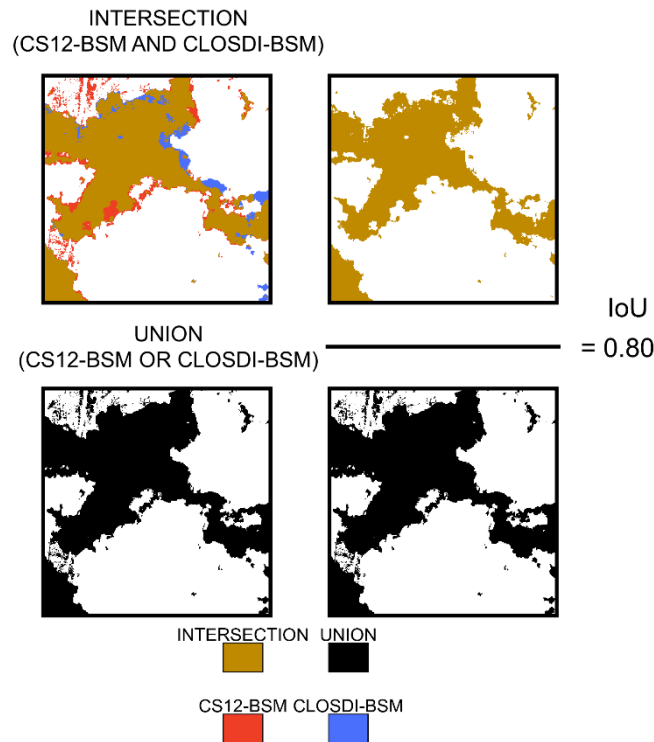 INTERSECTION
(CS12-BSM AND CLOSDI-BSM)
UNION
(CS12-BSM OR CLOSDI-BSM)
IoU
= 0.80
INTERSECTION UNION
CS12-BSM CLOSDI-BSM